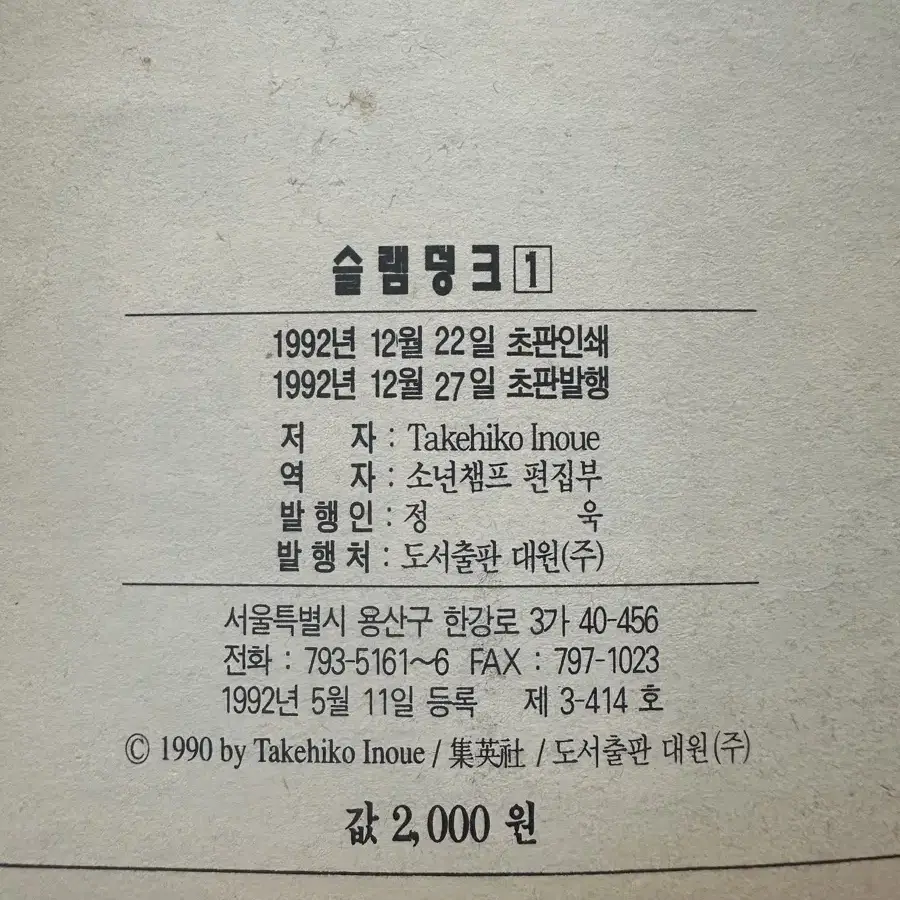 슬램덩크 1
1992년 12월 22일 초판인쇄
1992년 12월 27일 초판발행
저 자 : Takehiko Inoue
역 자 : 소년챔프 편집부
발행인 : 정 욱
발행처 : 도서출판 대원(주)
서울특별시 용산구 한강로 3가 40-456
전화 : 793-5161~6 FAX : 797-1023
1992년 5월 11일 등록 제 3-414 호
© 1990 by Takehiko Inoue / 集英社 / 도서출판 대원(주)
값 2,000 원